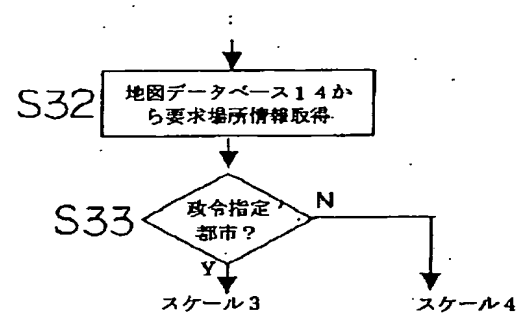 S32
地図データベース14か
ら要求場所情報取得
S33
政令指定
都市?
N
Y
スケール3
スケール4